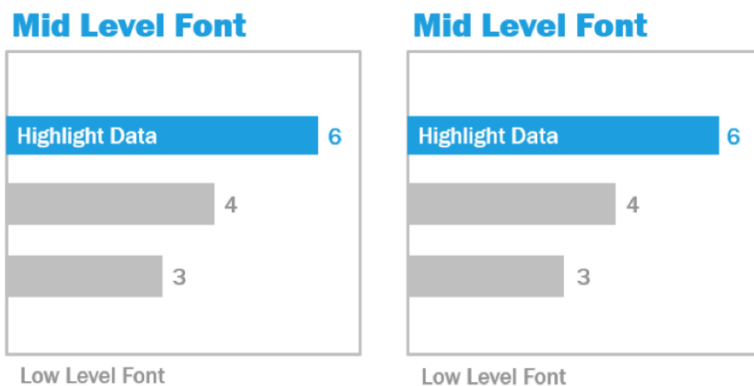 Mid Level Font
Highlight Data 6
4
3
Low Level Font
Mid Level Font
Highlight Data 6
4
3
Low Level Font